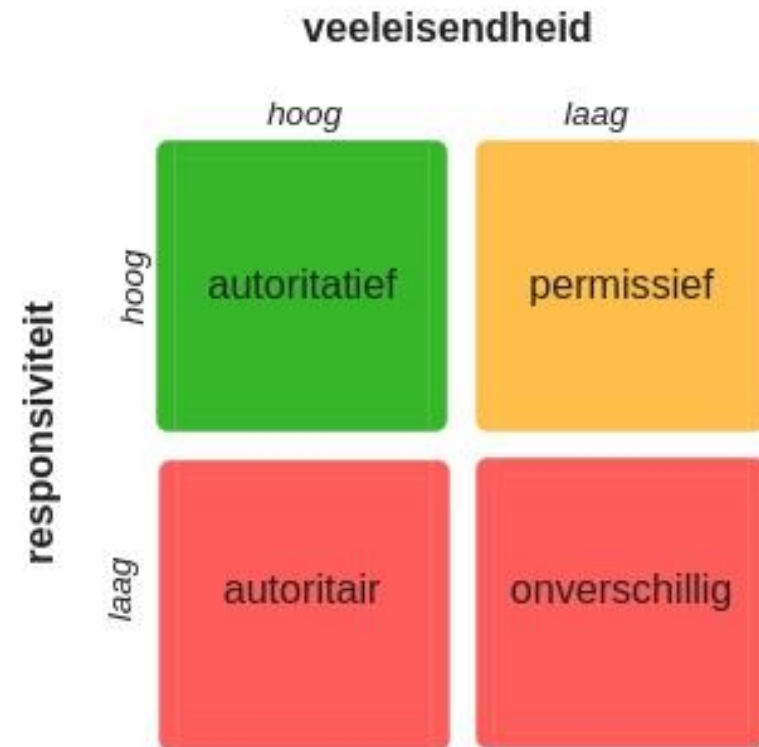 veeleisendheid
hoog laag
responsiviteit
hoog
autoritatief permissief
laag
autoritair onverschillig